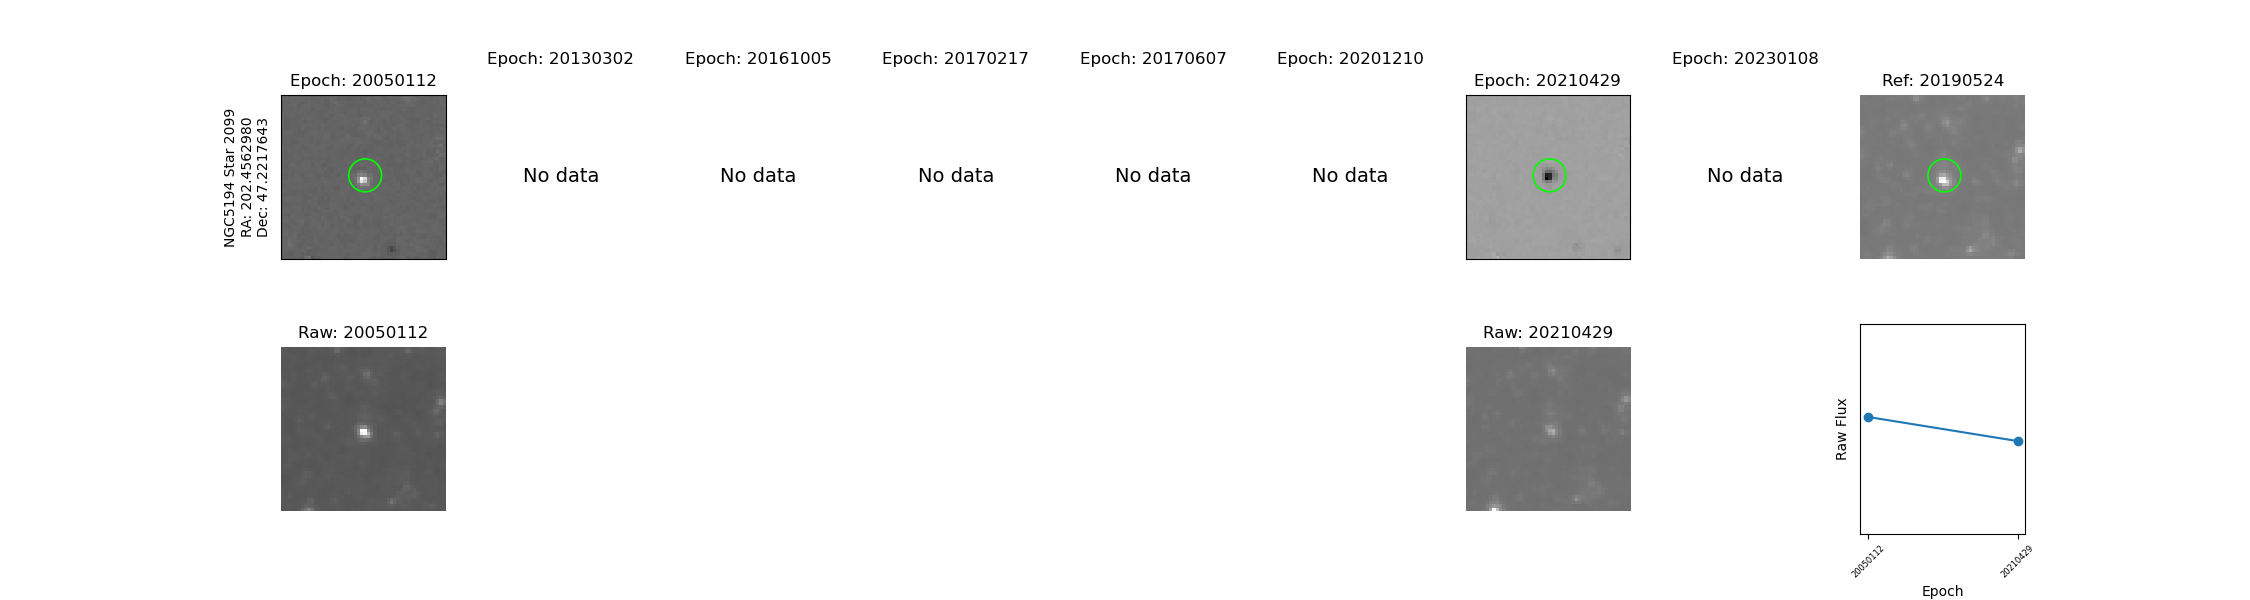 Epoch: 20050112
Epoch: 20130302
Epoch: 20161005
Epoch: 20170217
Epoch: 20170607
Epoch: 20201210
Epoch: 20210429
Epoch: 20230108
Ref: 20190524
NGC5194 Star 2099
RA: 202.4562980
Dec: 47.2217643
No data
No data
No data
No data
No data
No data
Raw: 20050112
Raw: 20210429
Raw Flux
20050112
20210429
Epoch